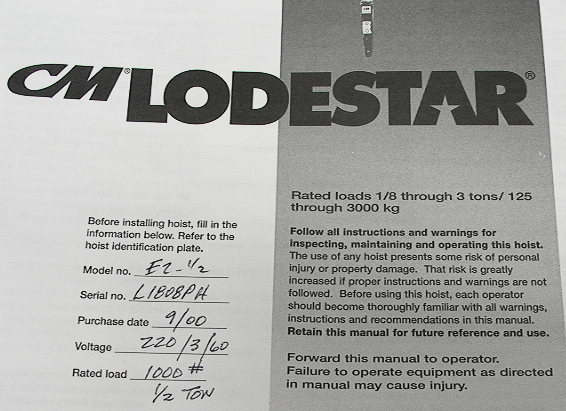 CM® LODESTAR®
Rated loads 1/8 through 3 tons/ 125
through 3000 kg
Before installing hoist, fill in the
information below. Refer to the
hoist identification plate.
Model no. E2-1/2
Serial no. L1808PH
Purchase date 9/00
Voltage 220/3/60
Rated load 1000 #
1/2 TON
Follow all instructions and warnings for
inspecting, maintaining and operating this hoist.
The use of any hoist presents some risk of personal
injury or property damage. That risk is greatly
increased if proper instructions and warnings are not
followed. Before using this hoist, each operator
should become thoroughly familiar with all warnings,
instructions and recommendations in this manual.
Retain this manual for future reference and use.
Forward this manual to operator.
Failure to operate equipment as directed
in manual may cause injury.